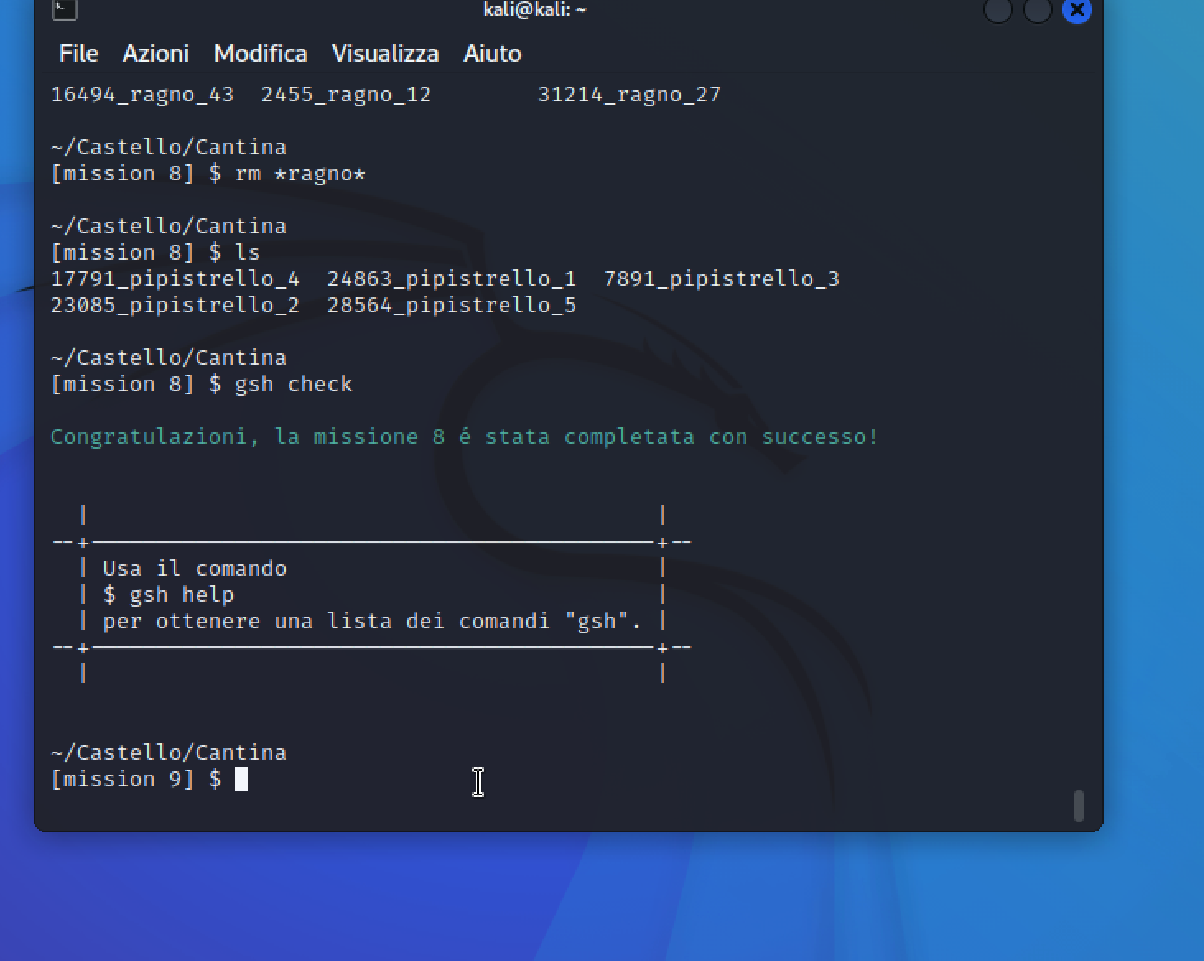 kali@kali: ~
File Azioni Modifica Visualizza Aiuto
16494_ragno_43  2455_ragno_12        31214_ragno_27
~/Castello/Cantina
[mission 8] $ rm *ragno*
~/Castello/Cantina
[mission 8] $ ls
17791_pipistrello_4  24863_pipistrello_1  7891_pipistrello_3
23085_pipistrello_2  28564_pipistrello_5
~/Castello/Cantina
[mission 8] $ gsh check
Congratulazioni, la missione 8 é stata completata con successo!
Usa il comando
$ gsh help
per ottenere una lista dei comandi "gsh".
~/Castello/Cantina
[mission 9] $